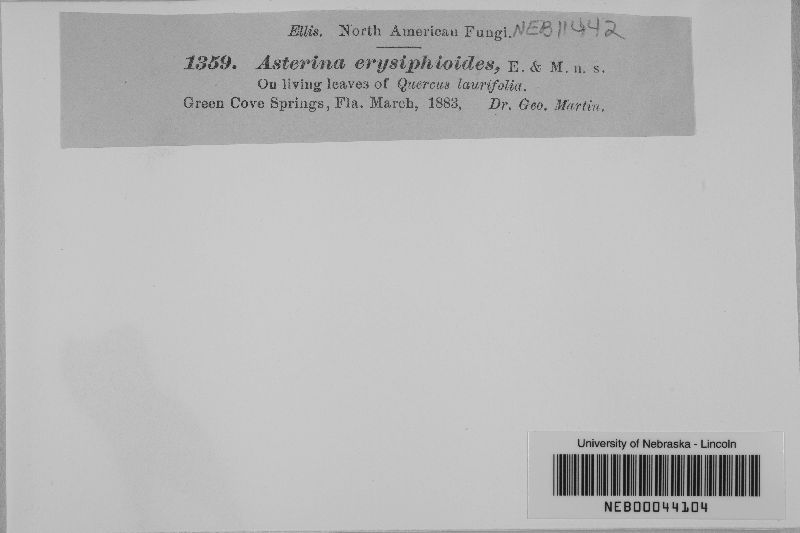 Ellis. North American Fungi. NEB11442
1359. Asterina erysiphioides, E. & M. n. s.
On living leaves of Quercus laurifolia.
Green Cove Springs, Fla. March, 1883, Dr. Geo. Martin.
University of Nebraska - Lincoln
NEB00044104